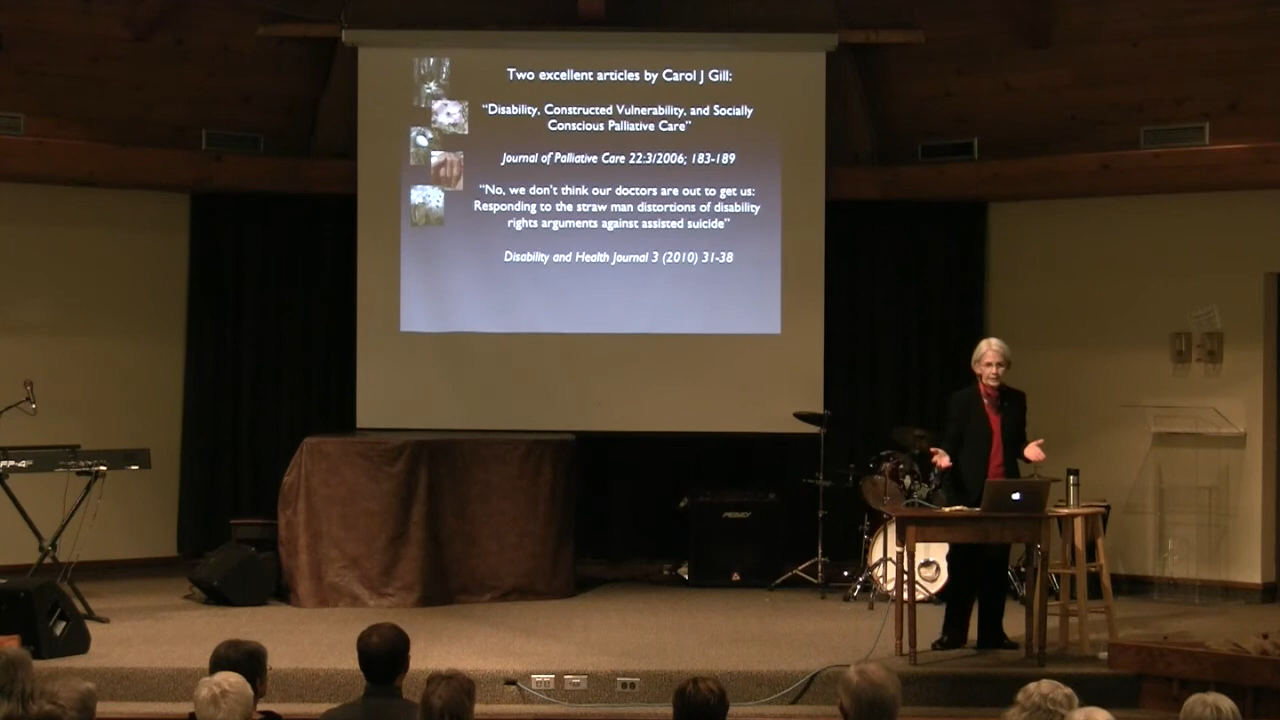 Two excellent articles by Carol J Gill:
“Disability, Constructed Vulnerability, and Socially
Conscious Palliative Care”
Journal of Palliative Care 22:3/2006; 183-189
“No, we don’t think our doctors are out to get us:
Responding to the straw man distortions of disability
rights arguments against assisted suicide”
Disability and Health Journal 3 (2010) 31-38
PEAVEY